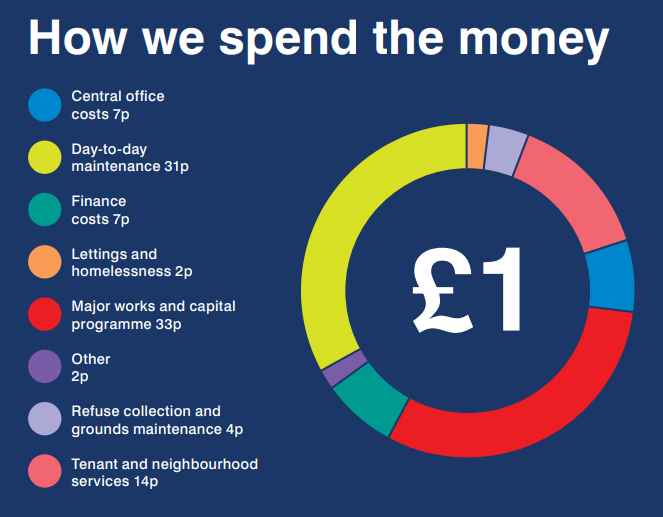 How we spend the money
Central office
costs 7p
Day-to-day
maintenance 31p
Finance
costs 7p
Lettings and
homelessness 2p
Major works and capital
programme 33p
Other
2p
Refuse collection and
grounds maintenance 4p
Tenant and neighbourhood
services 14p
£1